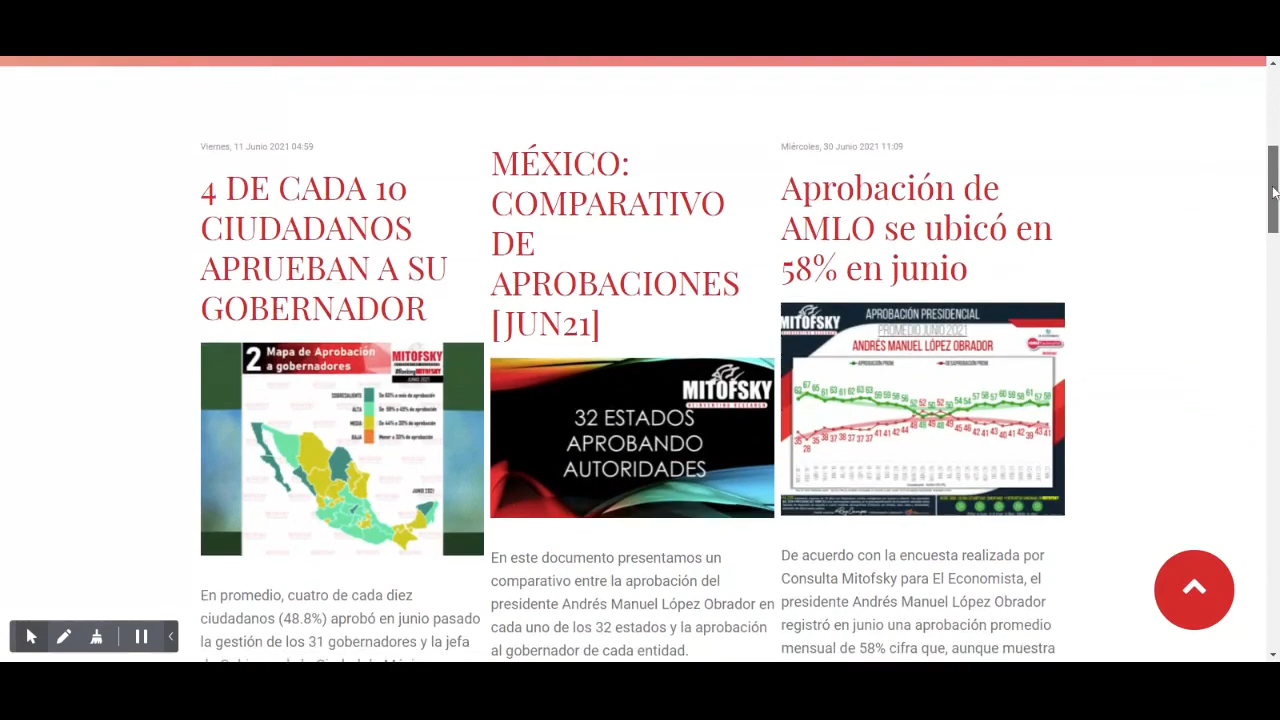 Viernes, 11 Junio 2021 04:59
4 DE CADA 10
CIUDADANOS
APRUEBAN A SU
GOBERNADOR
2 Mapa de Aprobación
a gobernadores
MITOFSKY
SOBRESALIENTE
ALTA
MEDIA
BAJA
JUNIO 2021
En promedio, cuatro de cada diez
ciudadanos (48.8%) aprobó en junio pasado
la gestión de los 31 gobernadores y la jefa
MÉXICO:
COMPARATIVO
DE
APROBACIONES
[JUN21]
MITOFSKY
32 ESTADOS
APROBANDO
AUTORIDADES
En este documento presentamos un
comparativo entre la aprobación del
presidente Andrés Manuel López Obrador en
cada uno de los 32 estados y la aprobación
al gobernador de cada entidad.
Miércoles, 30 Junio 2021 11:09
Aprobación de
AMLO se ubicó en
58% en junio
MITOFSKY
APROBACIÓN PRESIDENCIAL
PROMEDIO JUNIO 2021
ANDRÉS MANUEL LÓPEZ OBRADOR
De acuerdo con la encuesta realizada por
Consulta Mitofsky para El Economista, el
presidente Andrés Manuel López Obrador
registró en junio una aprobación promedio
mensual de 58% cifra que, aunque muestra